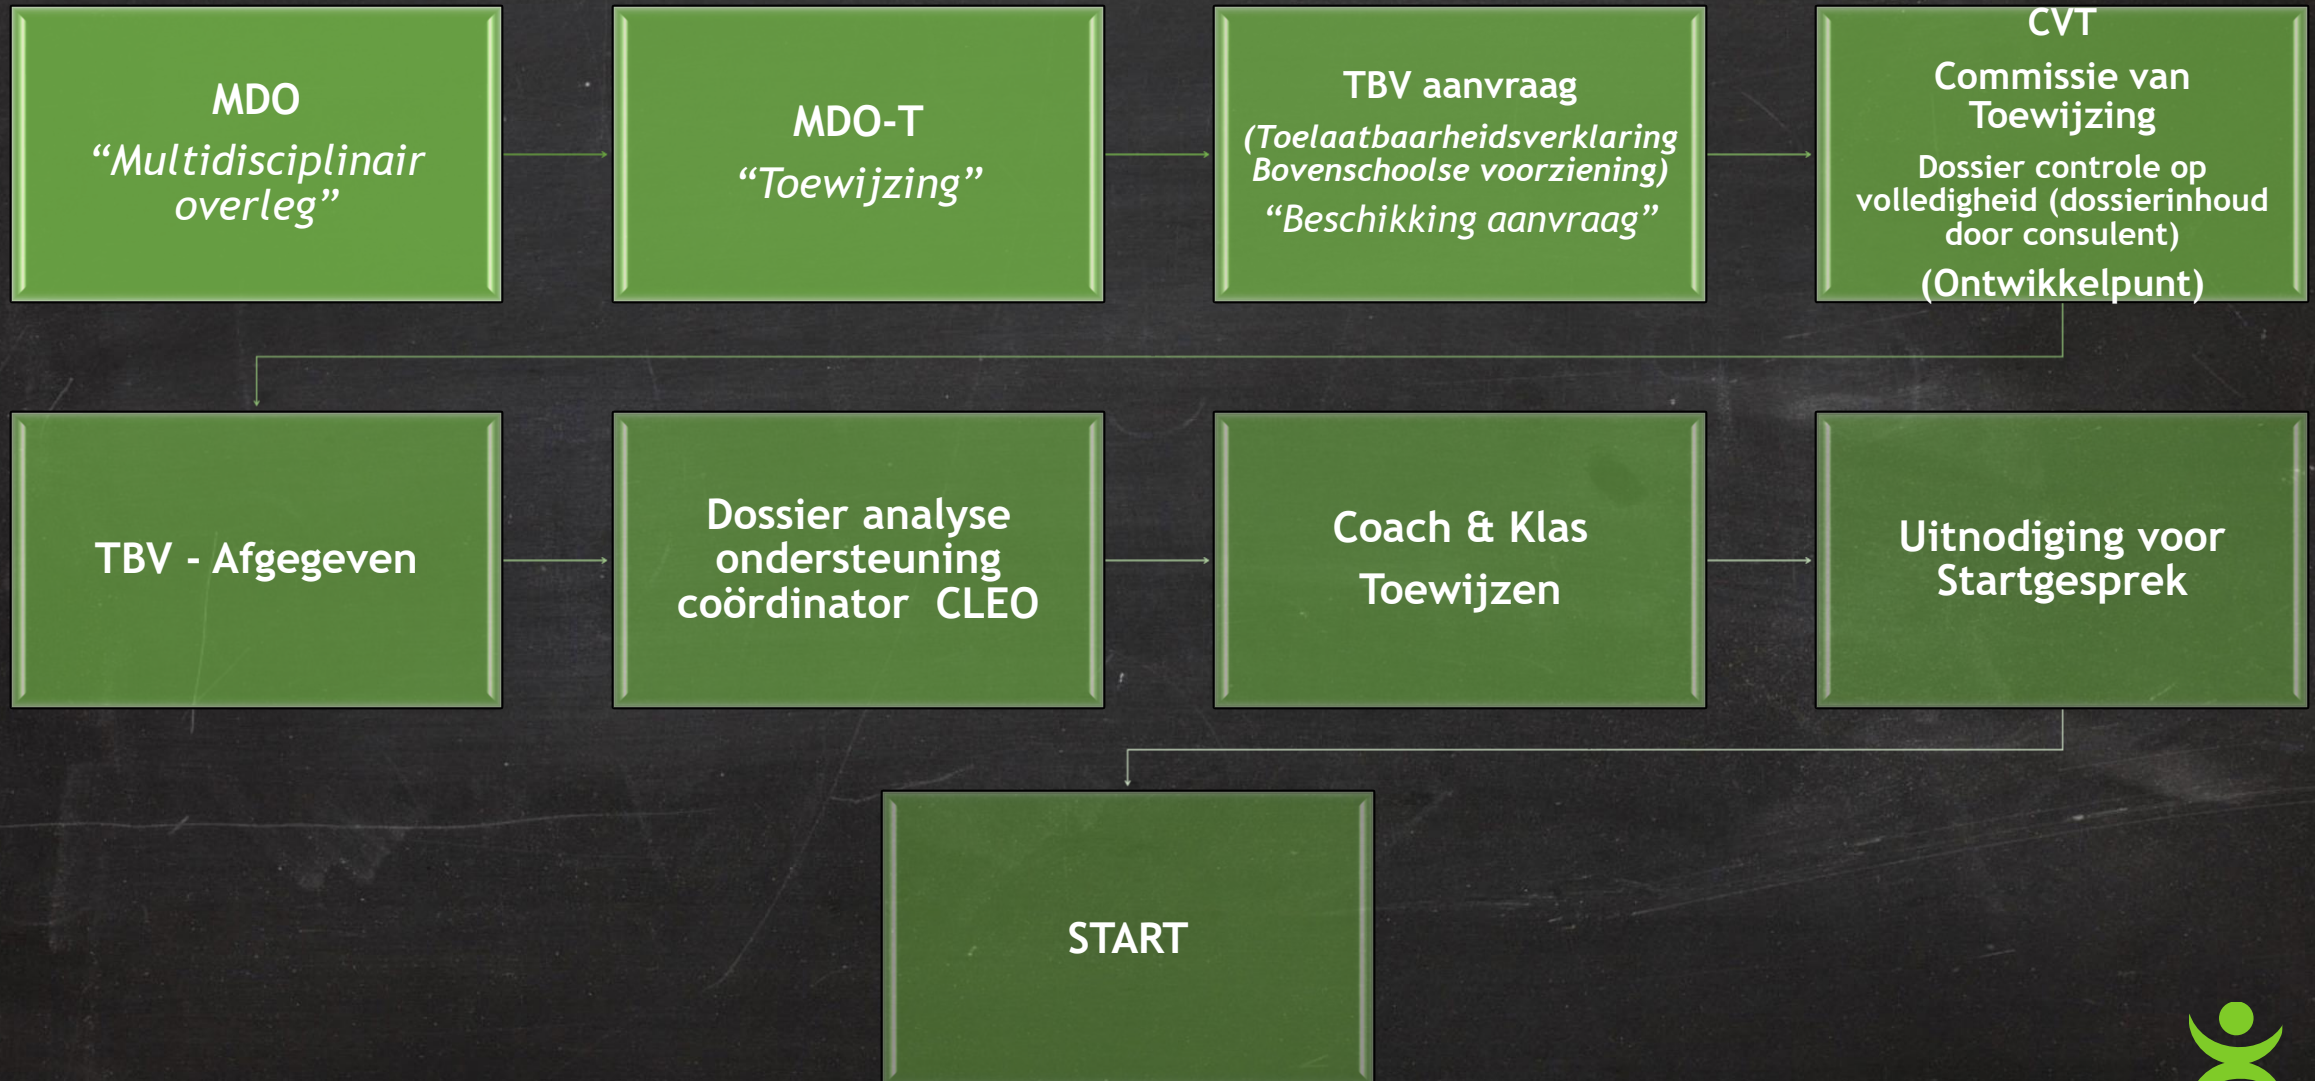 MDO
“Multidisciplinair
overleg”
MDO-T
“Toewijzing”
TBV aanvraag
(Toelaatbaarheidsverklaring
Bovenschoolse voorziening)
“Beschikking aanvraag”
CVT
Commissie van
Toewijzing
Dossier controle op
volledigheid (dossierinhoud
door consulent)
(Ontwikkelpunt)
TBV - Afgegeven
Dossier analyse
ondersteuning
coördinator CLEO
Coach & Klas
Toewijzen
Uitnodiging voor
Startgesprek
START